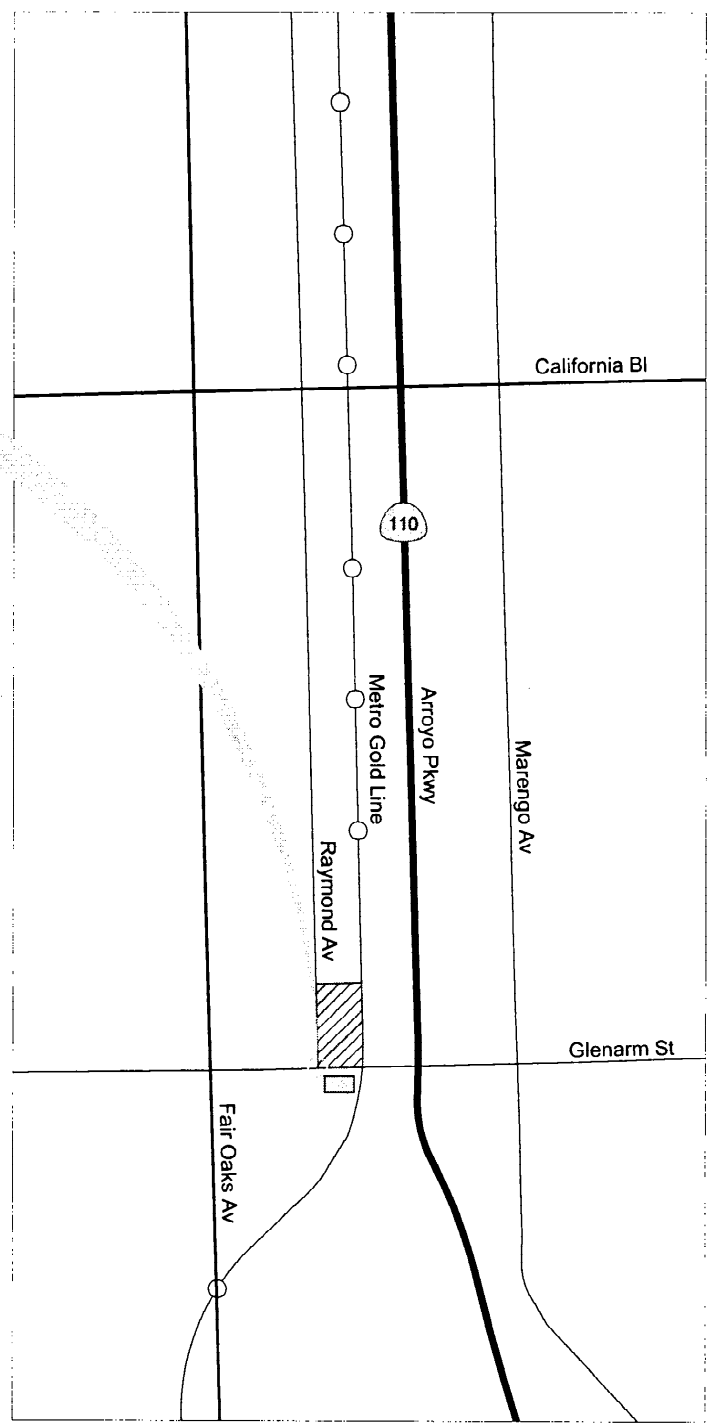 California Bl
110
Metro Gold Line
Arroyo Pkwy
Marengo Av
Raymond Av
Glenarm St
Fair Oaks Av